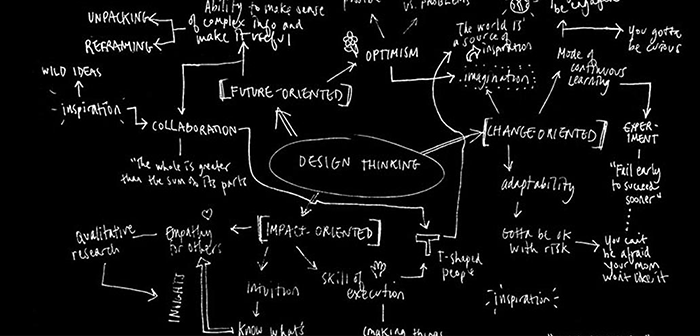 UNPACKING
REFRAMING
Ability to make sense
of complex info and
make it useful
vs. PROBLEMS
OPTIMISM
The world is
a source of
inspiration
imagination
be engaged
You gotta
be curious
Mode of
continuous
learning
WILD IDEAS
inspiration
COLLABORATION
"The whole is greater
than the sum of its parts
[FUTURE-ORIENTED]
DESIGN THINKING
[CHANGE-ORIENTED]
EXPER-
IMENT
"Fail early
to succeed
sooner"
adaptability
Gotta be ok
with risk
You can't
be afraid
your mom
won't like it
qualitative
research
Empathy
for others
INSIGHTS
[IMPACT-ORIENTED]
intuition
Know what's
Skill of
execution
(making things
T-shaped
people
inspiration